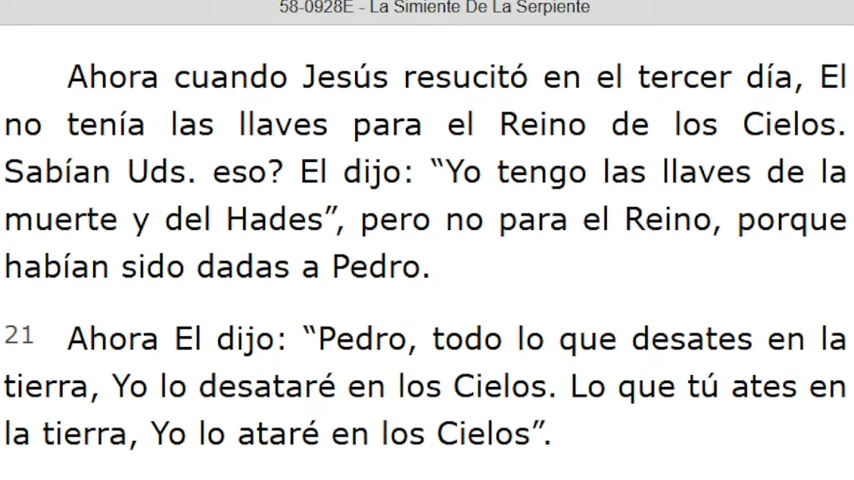 58-0928E - La Simiente De La Serpiente
Ahora cuando Jesús resucitó en el tercer día, El
no tenía las llaves para el Reino de los Cielos.
Sabían Uds. eso? El dijo: “Yo tengo las llaves de la
muerte y del Hades”, pero no para el Reino, porque
habían sido dadas a Pedro.
21 Ahora El dijo: “Pedro, todo lo que desates en la
tierra, Yo lo desataré en los Cielos. Lo que tú ates en
la tierra, Yo lo ataré en los Cielos”.